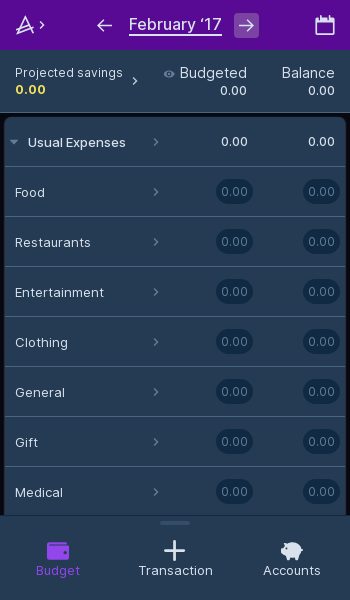 February ‘17
Projected savings
0.00
Budgeted
0.00
Balance
0.00
Usual Expenses 0.00 0.00
Food 0.00 0.00
Restaurants 0.00 0.00
Entertainment 0.00 0.00
Clothing 0.00 0.00
General 0.00 0.00
Gift 0.00 0.00
Medical 0.00 0.00
Budget Transaction Accounts